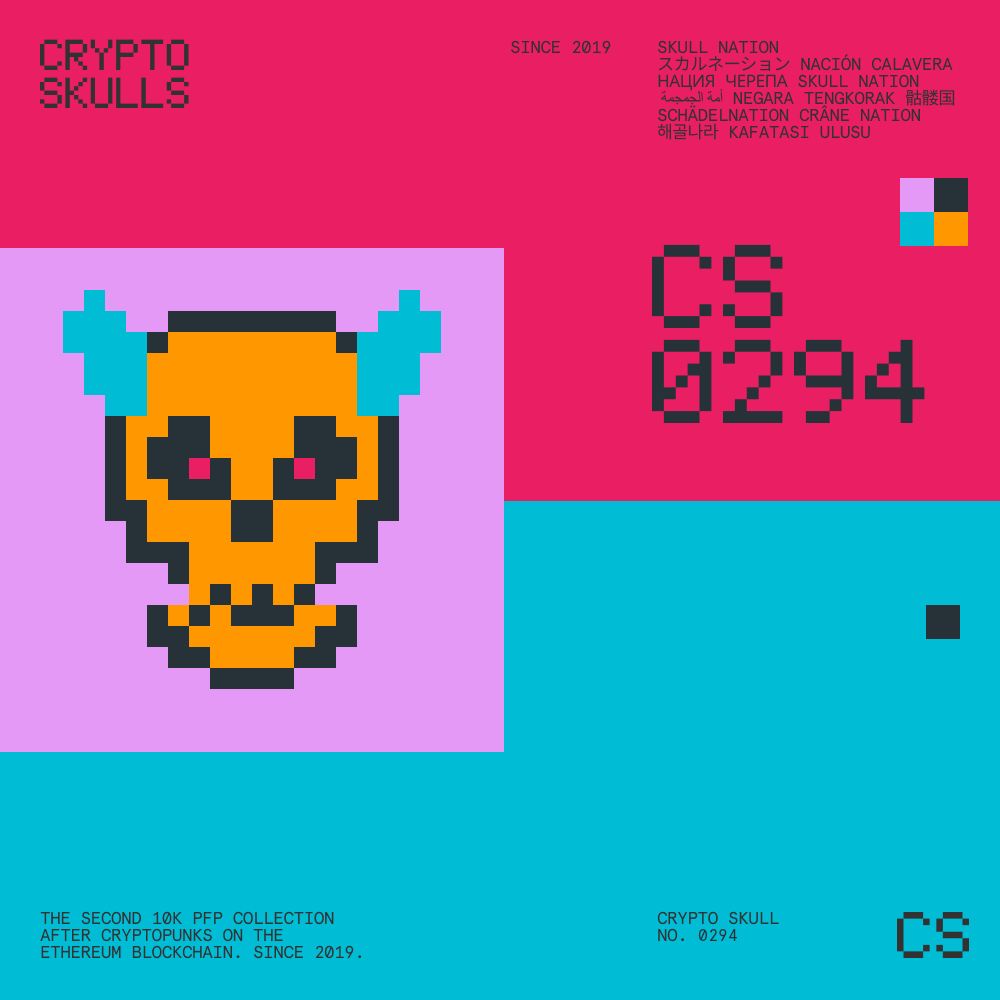 CRYPTO
SKULLS
SINCE 2019
SKULL NATION
スカルネーション NACIÓN CALAVERA
НАЦИЯ ЧЕРЕПА SKULL NATION
أمة الجمجمة NEGARA TENGKORAK 骷髅国
SCHÄDELNATION CRÂNE NATION
해골나라 KAFATASI ULUSU
CS
0294
THE SECOND 10K PFP COLLECTION
AFTER CRYPTOPUNKS ON THE
ETHEREUM BLOCKCHAIN. SINCE 2019.
CRYPTO SKULL
NO. 0294
CS